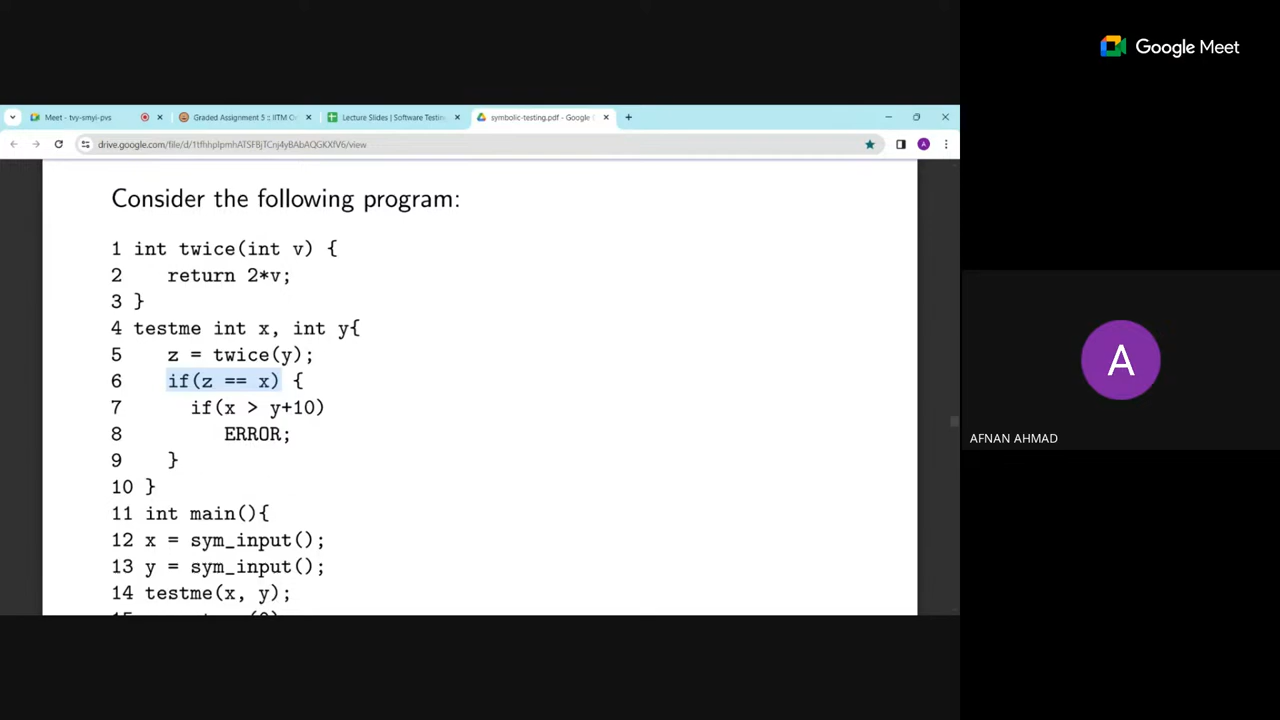 Google Meet
Meet - tvy-smyi-pvs
Graded Assignment 5 :: IITM O
Lecture Slides | Software Testin
symbolic-testing.pdf - Google
Consider the following program:
1 int twice(int v) {
2 return 2*v;
3 }
4 testme int x, int y{
5 z = twice(y);
6 if(z == x) {
7 if(x > y+10)
8 ERROR;
9 }
10 }
11 int main(){
12 x = sym_input();
13 y = sym_input();
14 testme(x, y);
A
AFNAN AHMAD